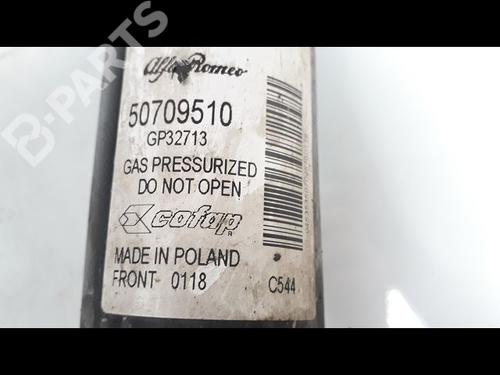 B-PARTS
Alfa Romeo
50709510
GP32713
GAS PRESSURIZED
DO NOT OPEN
cofap
R
MADE IN POLAND
FRONT 0118
C544